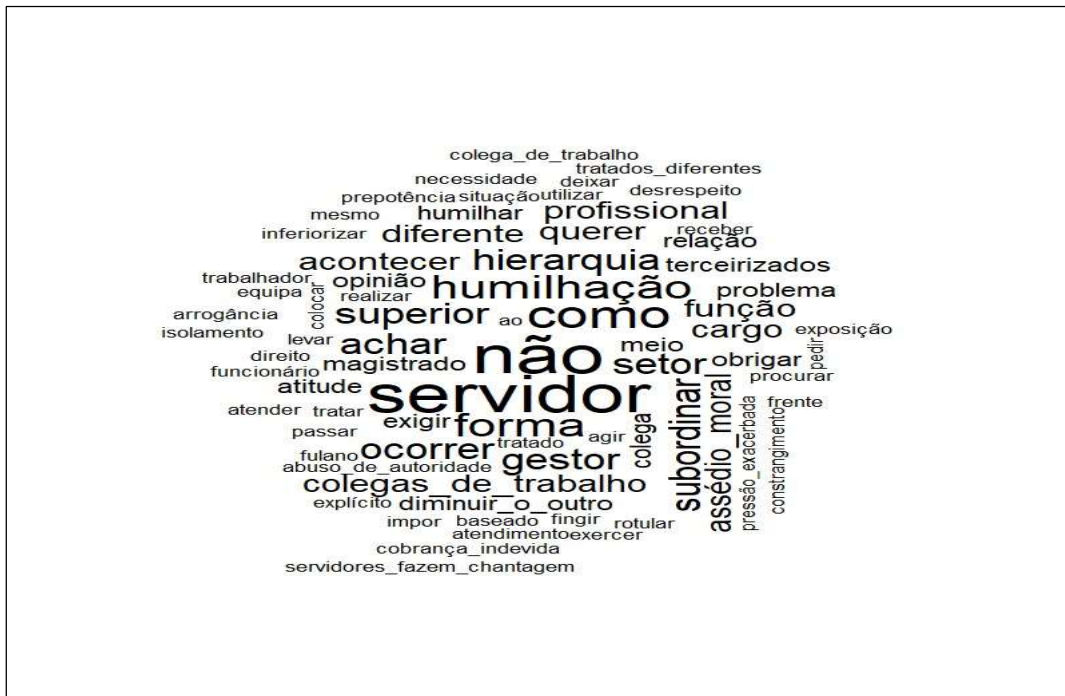 colega_de_trabalho
tratados_diferentes
necessidade deixar
prepotência situação utilizar desrespeito
mesmo humilhar profissional
inferiorizar diferente querer receber
relação
acontecer hierarquia terceirizados
trabalhador opinião humilhação problema
equipa colocar realizar
arrogância superior ao como função
isolamento cargo exposição
levar achar não meio pedir
direito magistrado setor obrigar
funcionário procurar
atitude servidor subordinar assédio_moral
atender tratar pressão_exacerbada frente
exigir forma colega constrangimento
passar ocorrer tratado agir
fulano gestor
abuso_de_autoridade
colegas_de_trabalho
explícito diminuir_o_outro
impor baseado fingir rotular
atendimento exercer
cobrança_indevida
servidores_fazem_chantagem